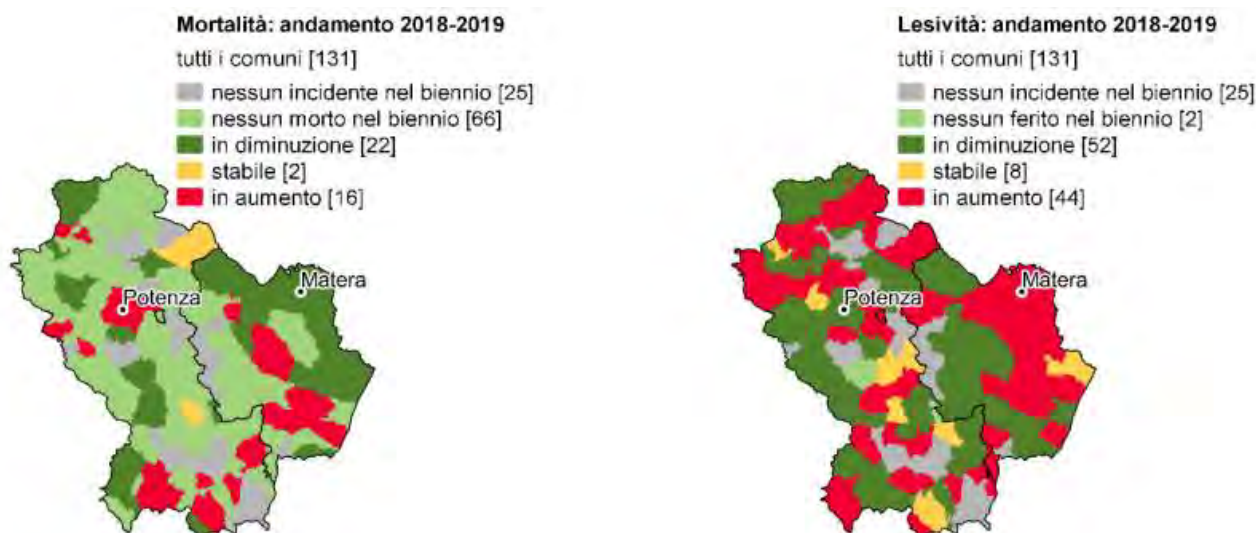 Mortalità: andamento 2018-2019
tutti i comuni [131]
nessun incidente nel biennio [25]
nessun morto nel biennio [66]
in diminuzione [22]
stabile [2]
in aumento [16]
Matera
Potenza
Lesività: andamento 2018-2019
tutti i comuni [131]
nessun incidente nel biennio [25]
nessun ferito nel biennio [2]
in diminuzione [52]
stabile [8]
in aumento [44]
Matera
Potenza